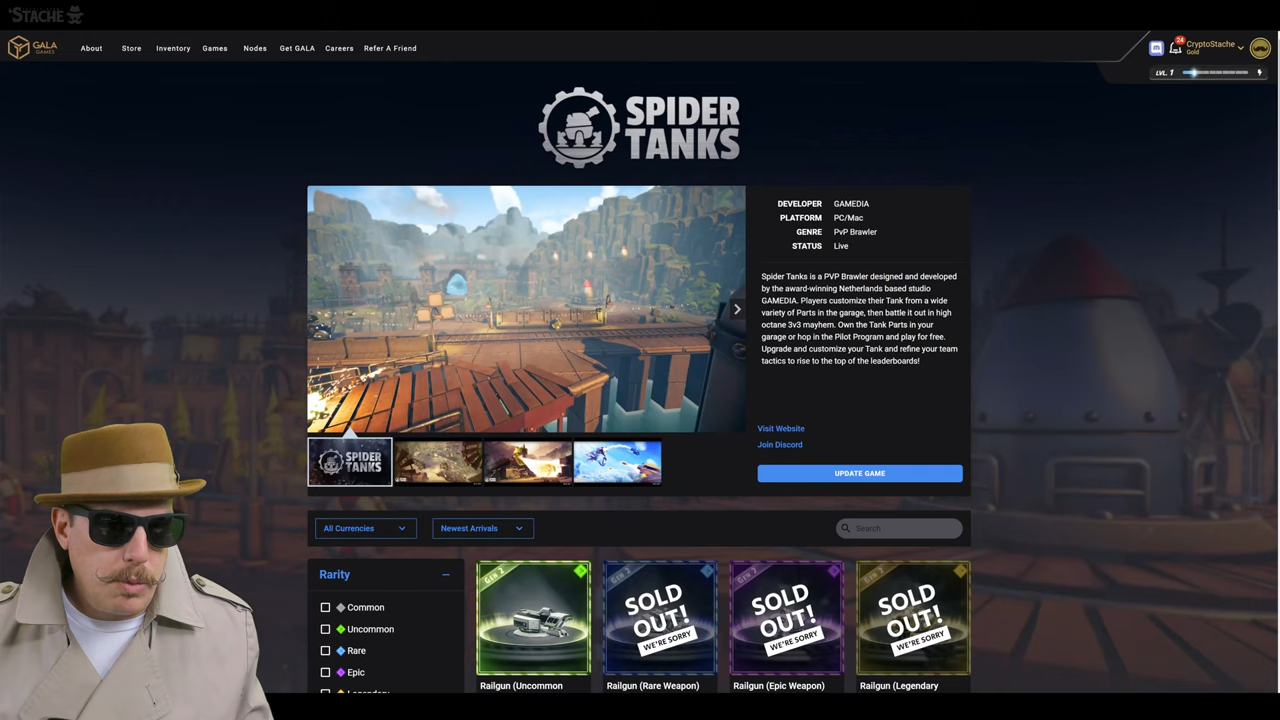 STACHE
GALA
GAMES
About
Store
Inventory
Games
Nodes
Get GALA
Careers
Refer A Friend
24
CryptoStache
Gold
LVL. 1
SPIDER
TANKS
DEVELOPER GAMEDIA
PLATFORM PC/Mac
GENRE PvP Brawler
STATUS Live
Spider Tanks is a PVP Brawler designed and developed
by the award-winning Netherlands based studio
GAMEDIA. Players customize their Tank from a wide
variety of Parts in the garage, then battle it out in high
octane 3v3 mayhem. Own the Tank Parts in your
garage or hop in the Pilot Program and play for free.
Upgrade and customize your Tank and refine your team
tactics to rise to the top of the leaderboards!
Visit Website
Join Discord
UPDATE GAME
SPIDER
TANKS
All Currencies
Newest Arrivals
Search
Rarity
Common
Uncommon
Rare
Epic
Legendary
Gen 2
Railgun (Uncommon
SOLD
OUT!
WE'RE SORRY
Railgun (Rare Weapon)
SOLD
OUT!
WE'RE SORRY
Railgun (Epic Weapon)
Gen 2
SOLD
OUT!
WE'RE SORRY
Railgun (Legendary